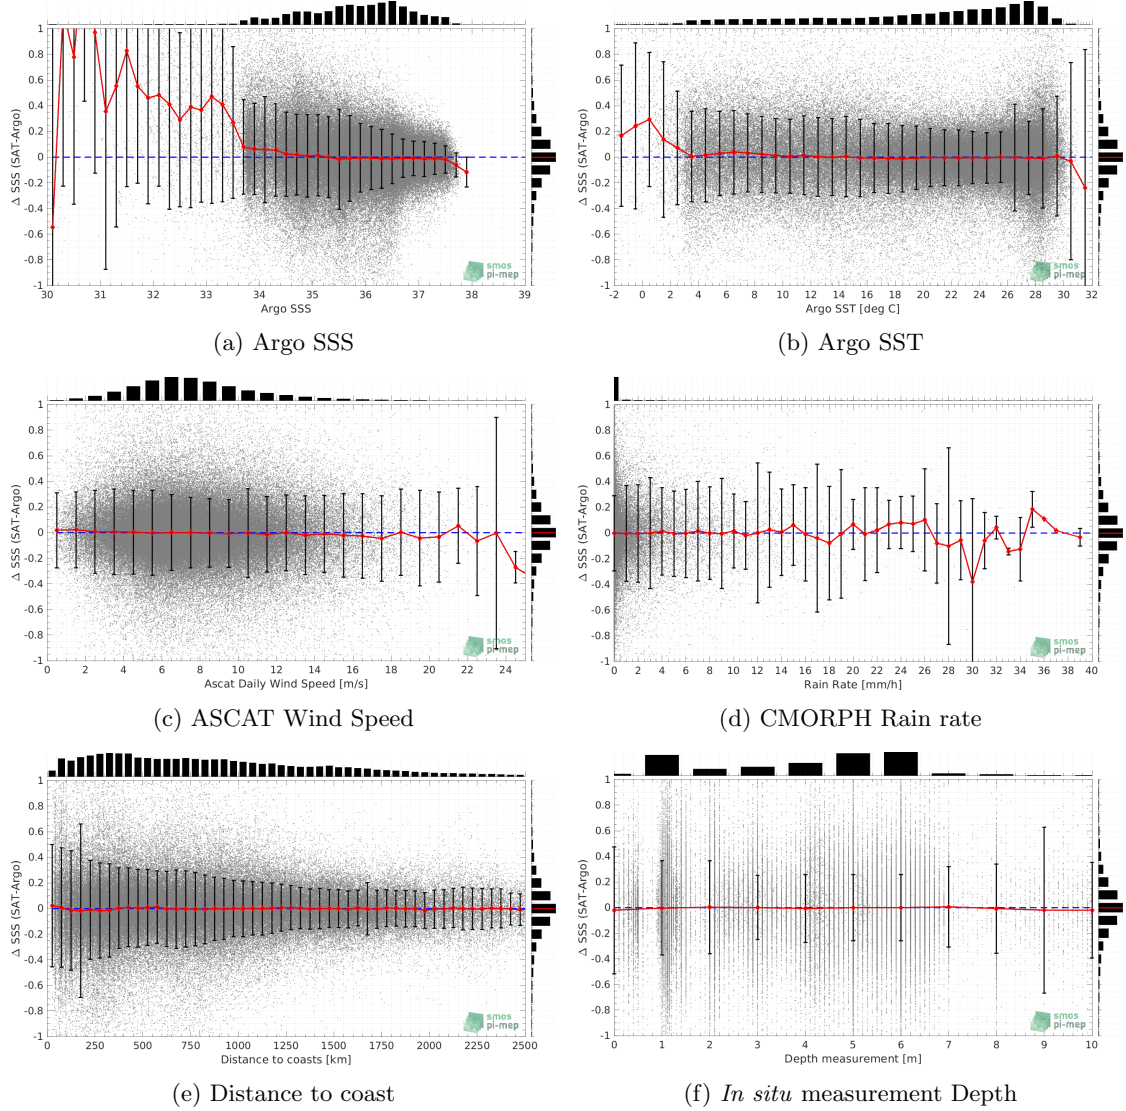 1
0.8
0.6
0.4
0.2
0
-0.2
-0.4
-0.6
-0.8
-1
Δ SSS (SAT-Argo)
30 31 32 33 34 35 36 37 38 39
Argo SSS
smos
pi-mep
(a) Argo SSS
1
0.8
0.6
0.4
0.2
0
-0.2
-0.4
-0.6
-0.8
-1
Δ SSS (SAT-Argo)
-2 0 2 4 6 8 10 12 14 16 18 20 22 24 26 28 30 32
Argo SST [deg C]
smos
pi-mep
(b) Argo SST
1
0.8
0.6
0.4
0.2
0
-0.2
-0.4
-0.6
-0.8
-1
Δ SSS (SAT-Argo)
0 2 4 6 8 10 12 14 16 18 20 22 24
Ascat Daily Wind Speed [m/s]
smos
pi-mep
(c) ASCAT Wind Speed
1
0.8
0.6
0.4
0.2
0
-0.2
-0.4
-0.6
-0.8
-1
Δ SSS (SAT-Argo)
0 2 4 6 8 10 12 14 16 18 20 22 24 26 28 30 32 34 36 38 40
Rain Rate [mm/h]
smos
pi-mep
(d) CMORPH Rain rate
1
0.8
0.6
0.4
0.2
0
-0.2
-0.4
-0.6
-0.8
-1
Δ SSS (SAT-Argo)
0 250 500 750 1000 1250 1500 1750 2000 2250 2500
Distance to coasts [km]
smos
pi-mep
(e) Distance to coast
1
0.8
0.6
0.4
0.2
0
-0.2
-0.4
-0.6
-0.8
-1
Δ SSS (SAT-Argo)
0 1 2 3 4 5 6 7 8 9 10
Depth measurement [m]
smos
pi-mep
(f) In situ measurement Depth